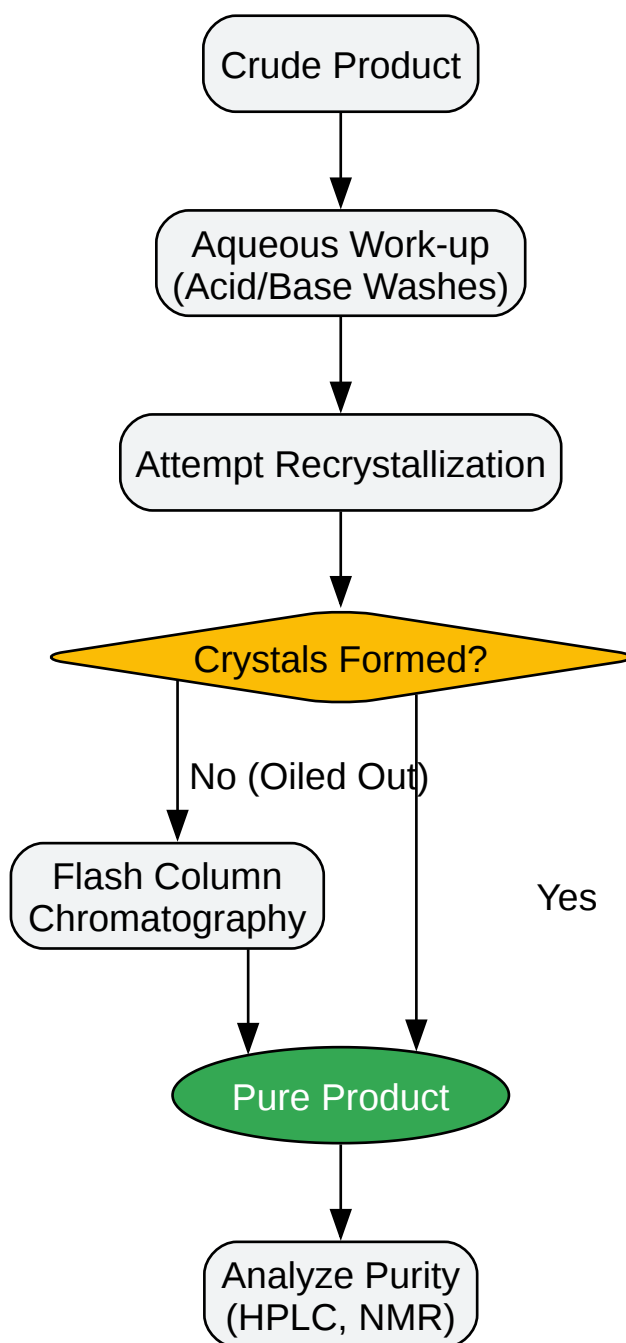 Crude Product
Aqueous Work-up
(Acid/Base Washes)
Attempt Recrystallization
Crystals Formed?
No (Oiled Out)
Flash Column
Chromatography
Yes
Pure Product
Analyze Purity
(HPLC, NMR)